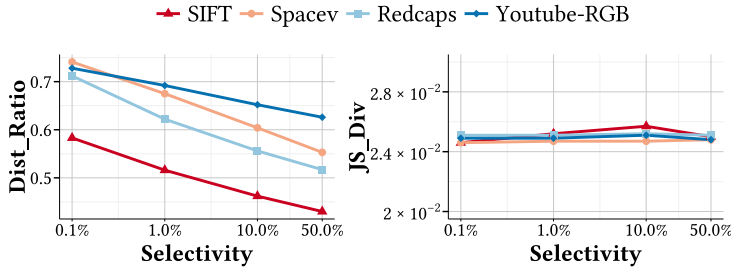 SIFT Spacev Redcaps Youtube-RGB
Dist_Ratio
0.7
0.6
0.5
0.1% 1.0% 10.0% 50.0%
Selectivity
JS_Div
2.8 × 10⁻²
2.4 × 10⁻²
2 × 10⁻²
0.1% 1.0% 10.0% 50.0%
Selectivity